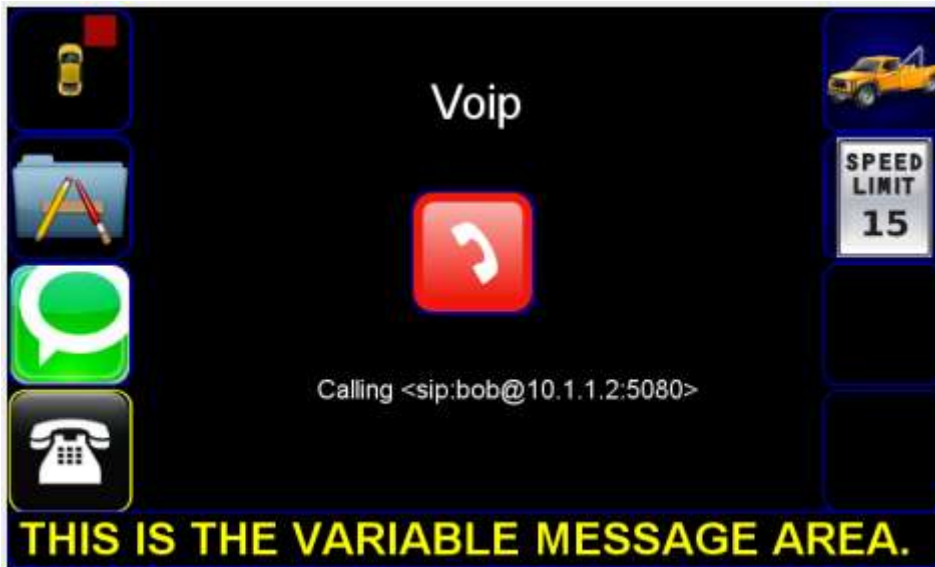 Voip
SPEED
LIMIT
15
Calling <sip:bob@10.1.1.2:5080>
THIS IS THE VARIABLE MESSAGE AREA.